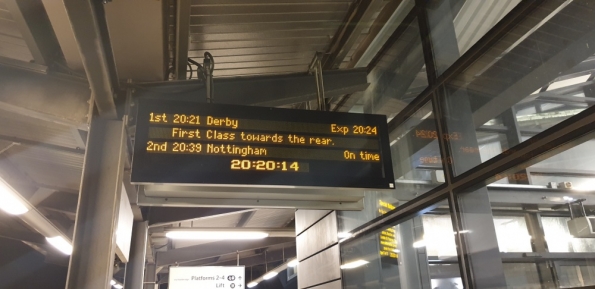 1st 20:21 Derby Exp 20:24
First Class towards the rear.
2nd 20:39 Nottingham On time
20:20:14
Platforms 2-4
Lift